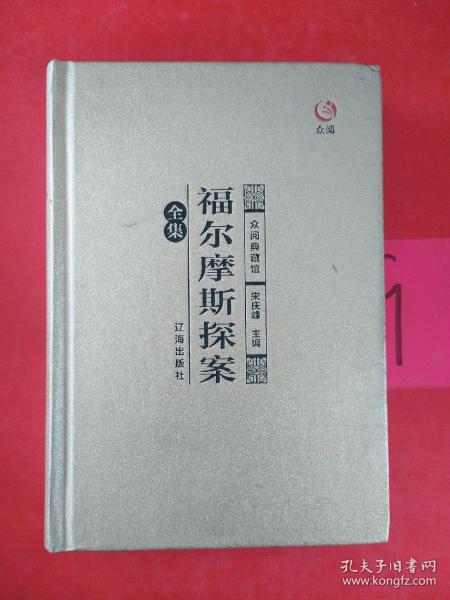 众阅
福尔摩斯探案
全集
众阅典藏馆
宋庆峰 主编
辽海出版社
孔夫子旧书网
www.kongfz.com